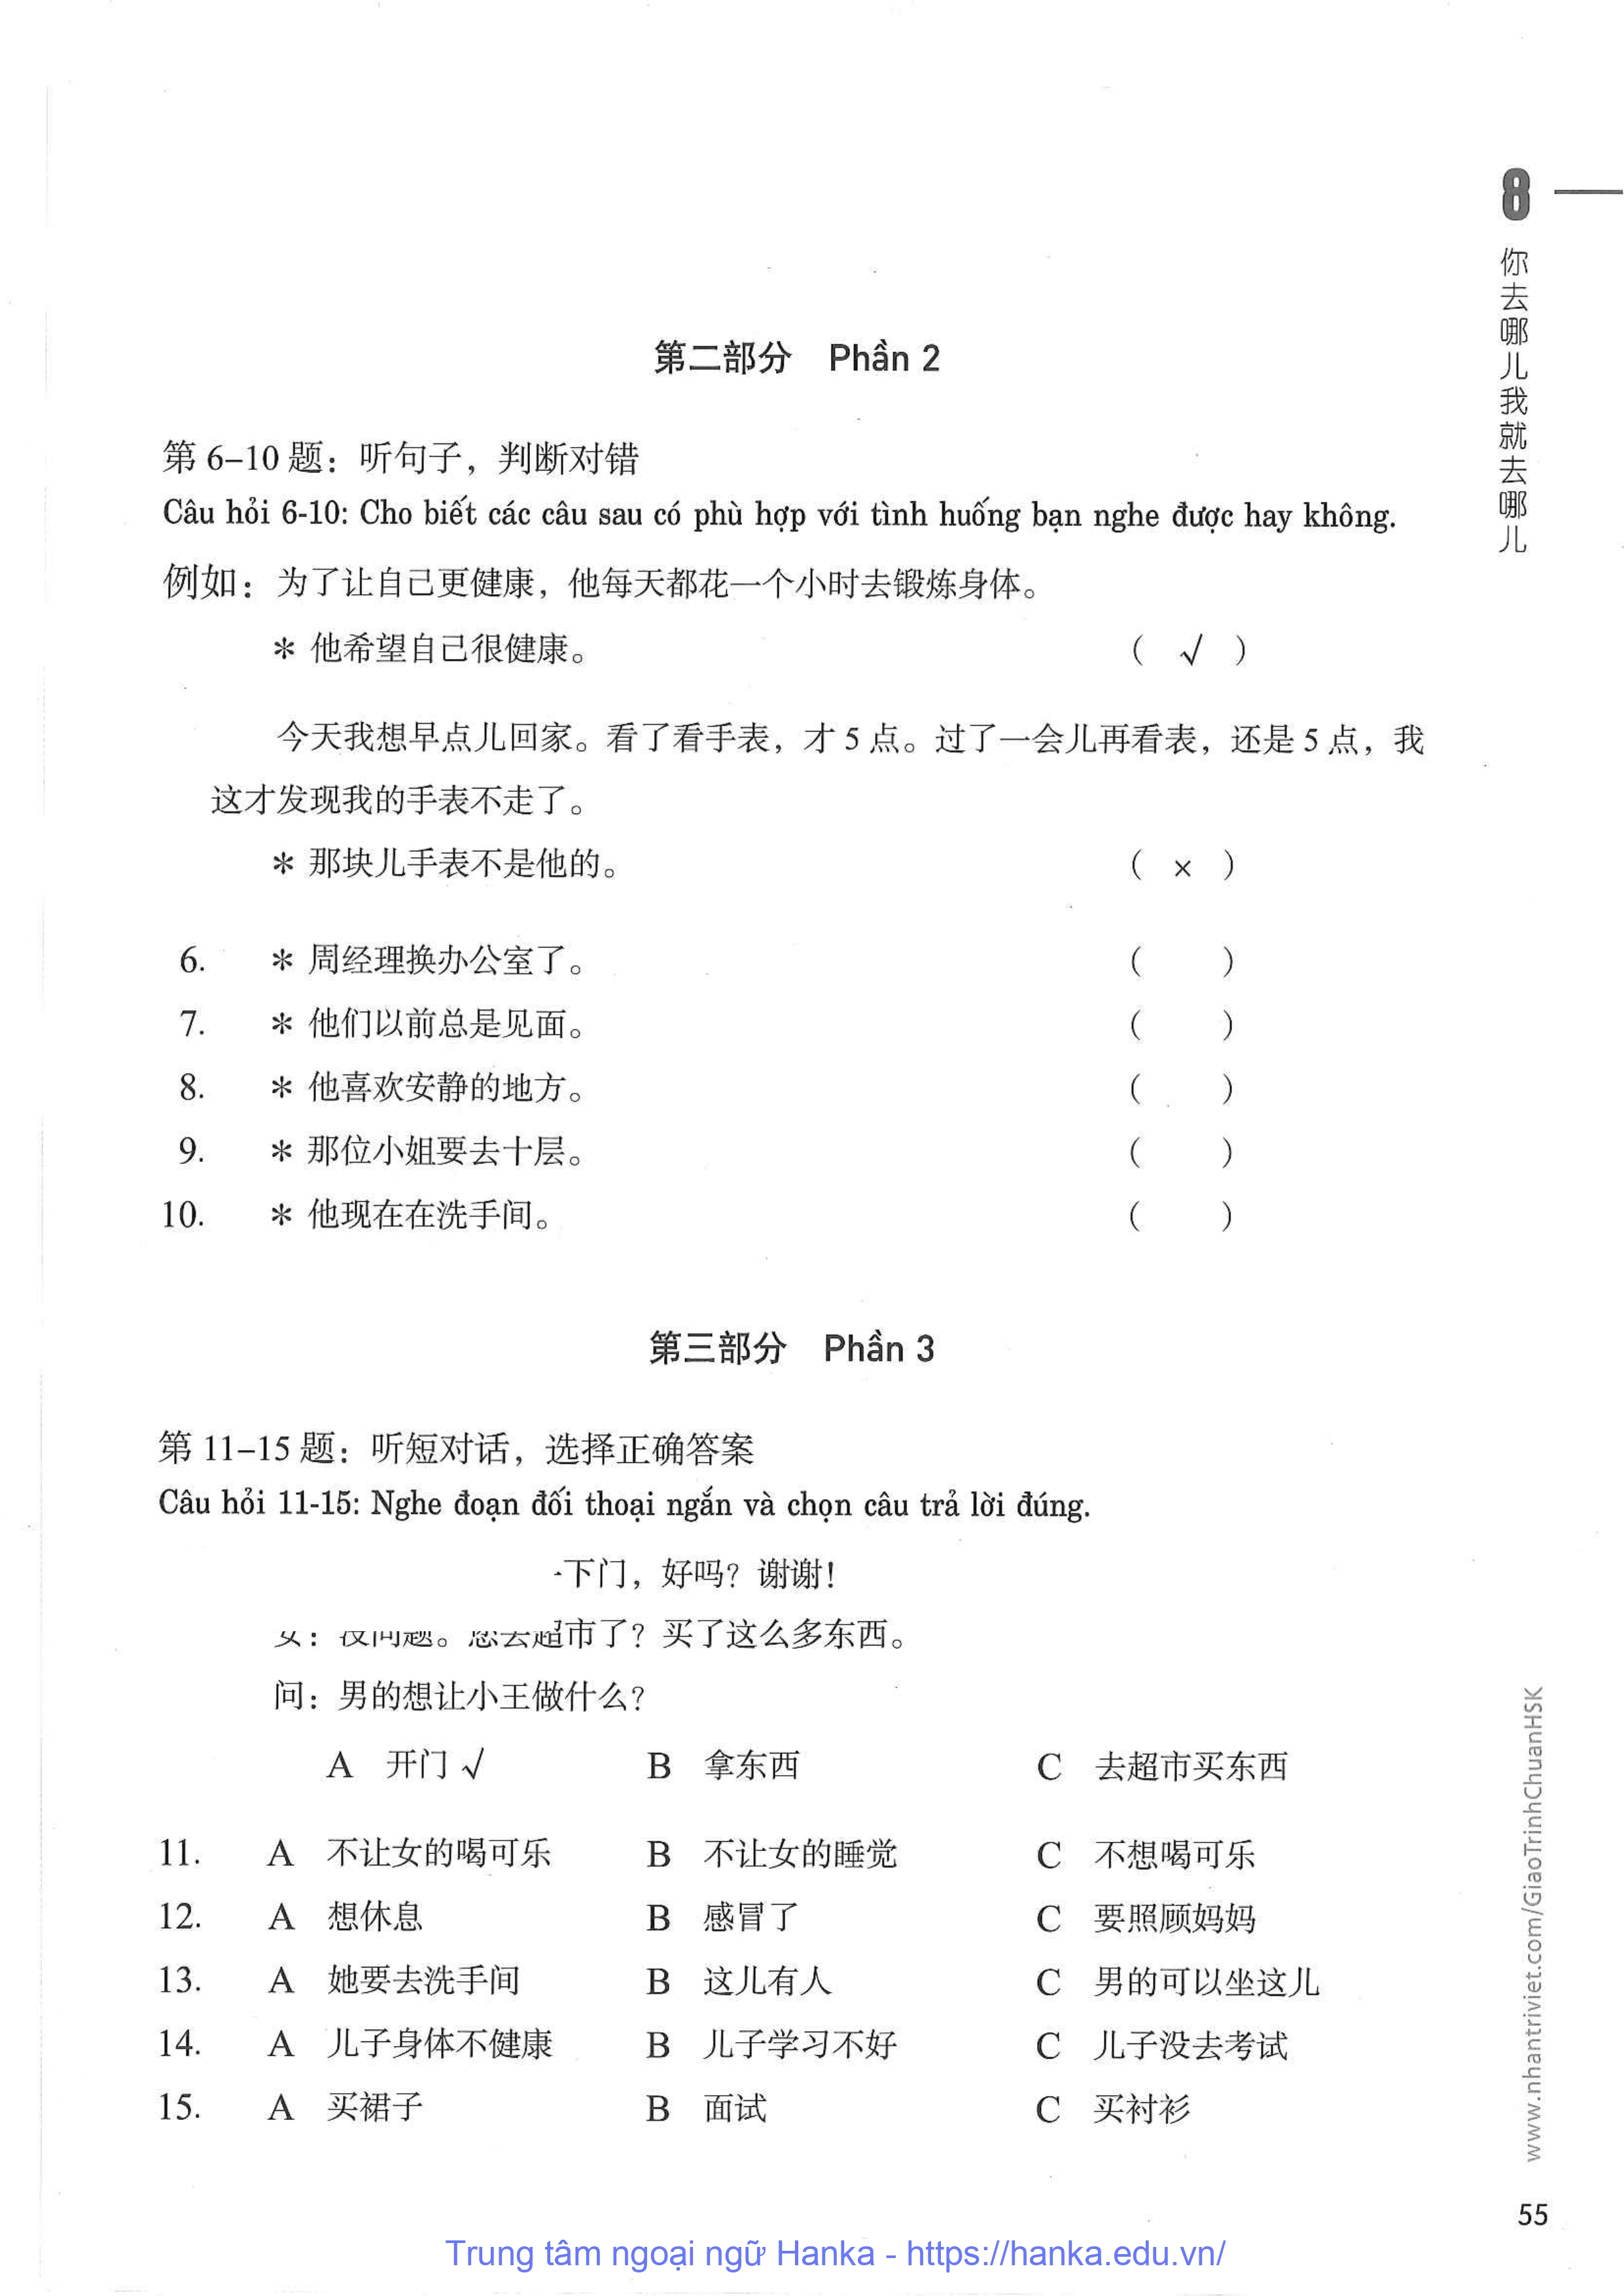 8
你去哪儿我就去哪儿
第二部分 Phần 2
第 6–10 题：听句子，判断对错
Câu hỏi 6-10: Cho biết các câu sau có phù hợp với tình huống bạn nghe được hay không.
例如：为了让自己更健康，他每天都花一个小时去锻炼身体。
＊ 他希望自己很健康。 （ √ ）
今天我想早点儿回家。看了看手表，才 5 点。过了一会儿再看表，还是 5 点，我
这才发现我的手表不走了。
＊ 那块儿手表不是他的。 （ × ）
6. ＊ 周经理换办公室了。 （ ）
7. ＊ 他们以前总是见面。 （ ）
8. ＊ 他喜欢安静的地方。 （ ）
9. ＊ 那位小姐要去十层。 （ ）
10. ＊ 他现在在洗手间。 （ ）
第三部分 Phần 3
第 11–15 题：听短对话，选择正确答案
Câu hỏi 11-15: Nghe đoạn đối thoại ngắn và chọn câu trả lời đúng.
下门，好吗？谢谢！
女：没问题。您去超市了？买了这么多东西。
问：男的想让小王做什么？
A 开门 √ B 拿东西 C 去超市买东西
11. A 不让女的喝可乐 B 不让女的睡觉 C 不想喝可乐
12. A 想休息 B 感冒了 C 要照顾妈妈
13. A 她要去洗手间 B 这儿有人 C 男的可以坐这儿
14. A 儿子身体不健康 B 儿子学习不好 C 儿子没去考试
15. A 买裙子 B 面试 C 买衬衫
www.nhantriviet.com/GiaoTrinhChuanHSK
55
Trung tâm ngoại ngữ Hanka - https://hanka.edu.vn/